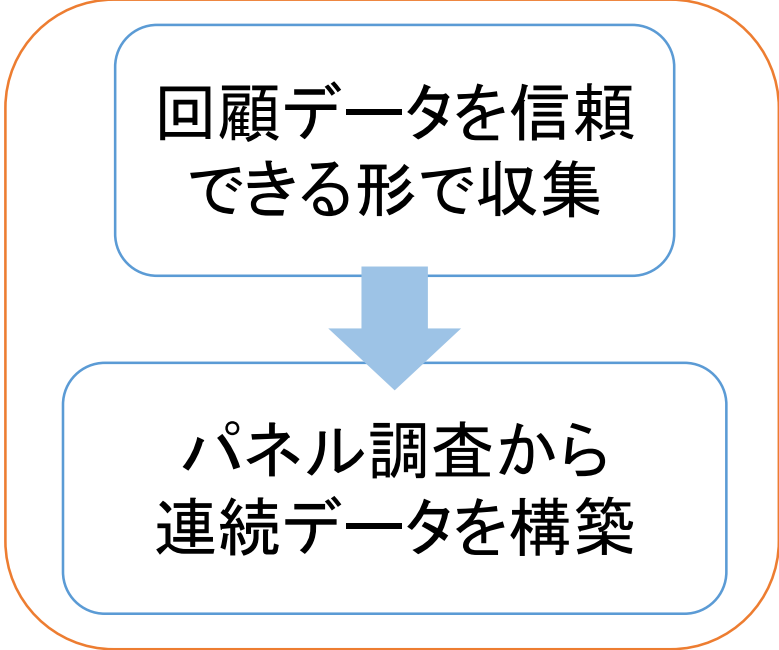 回顧データを信頼
できる形で収集
パネル調査から
連続データを構築